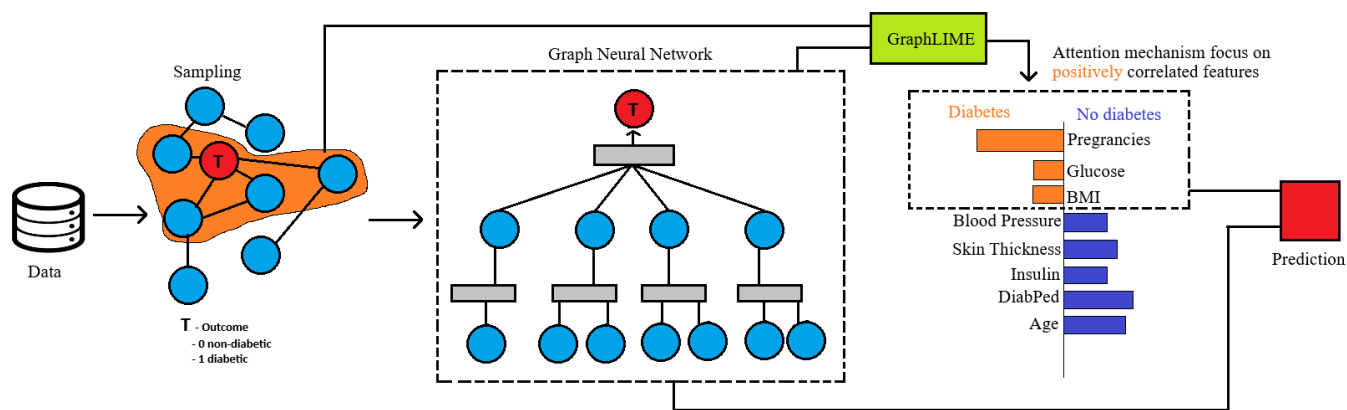 Sampling
T
Data
T - Outcome
- 0 non-diabetic
- 1 diabetic
Graph Neural Network
T
GraphLIME
Attention mechanism focus on
positively correlated features
Diabetes
No diabetes
Pregrancies
Glucose
BMI
Blood Pressure
Skin Thickness
Insulin
DiabPed
Age
Prediction